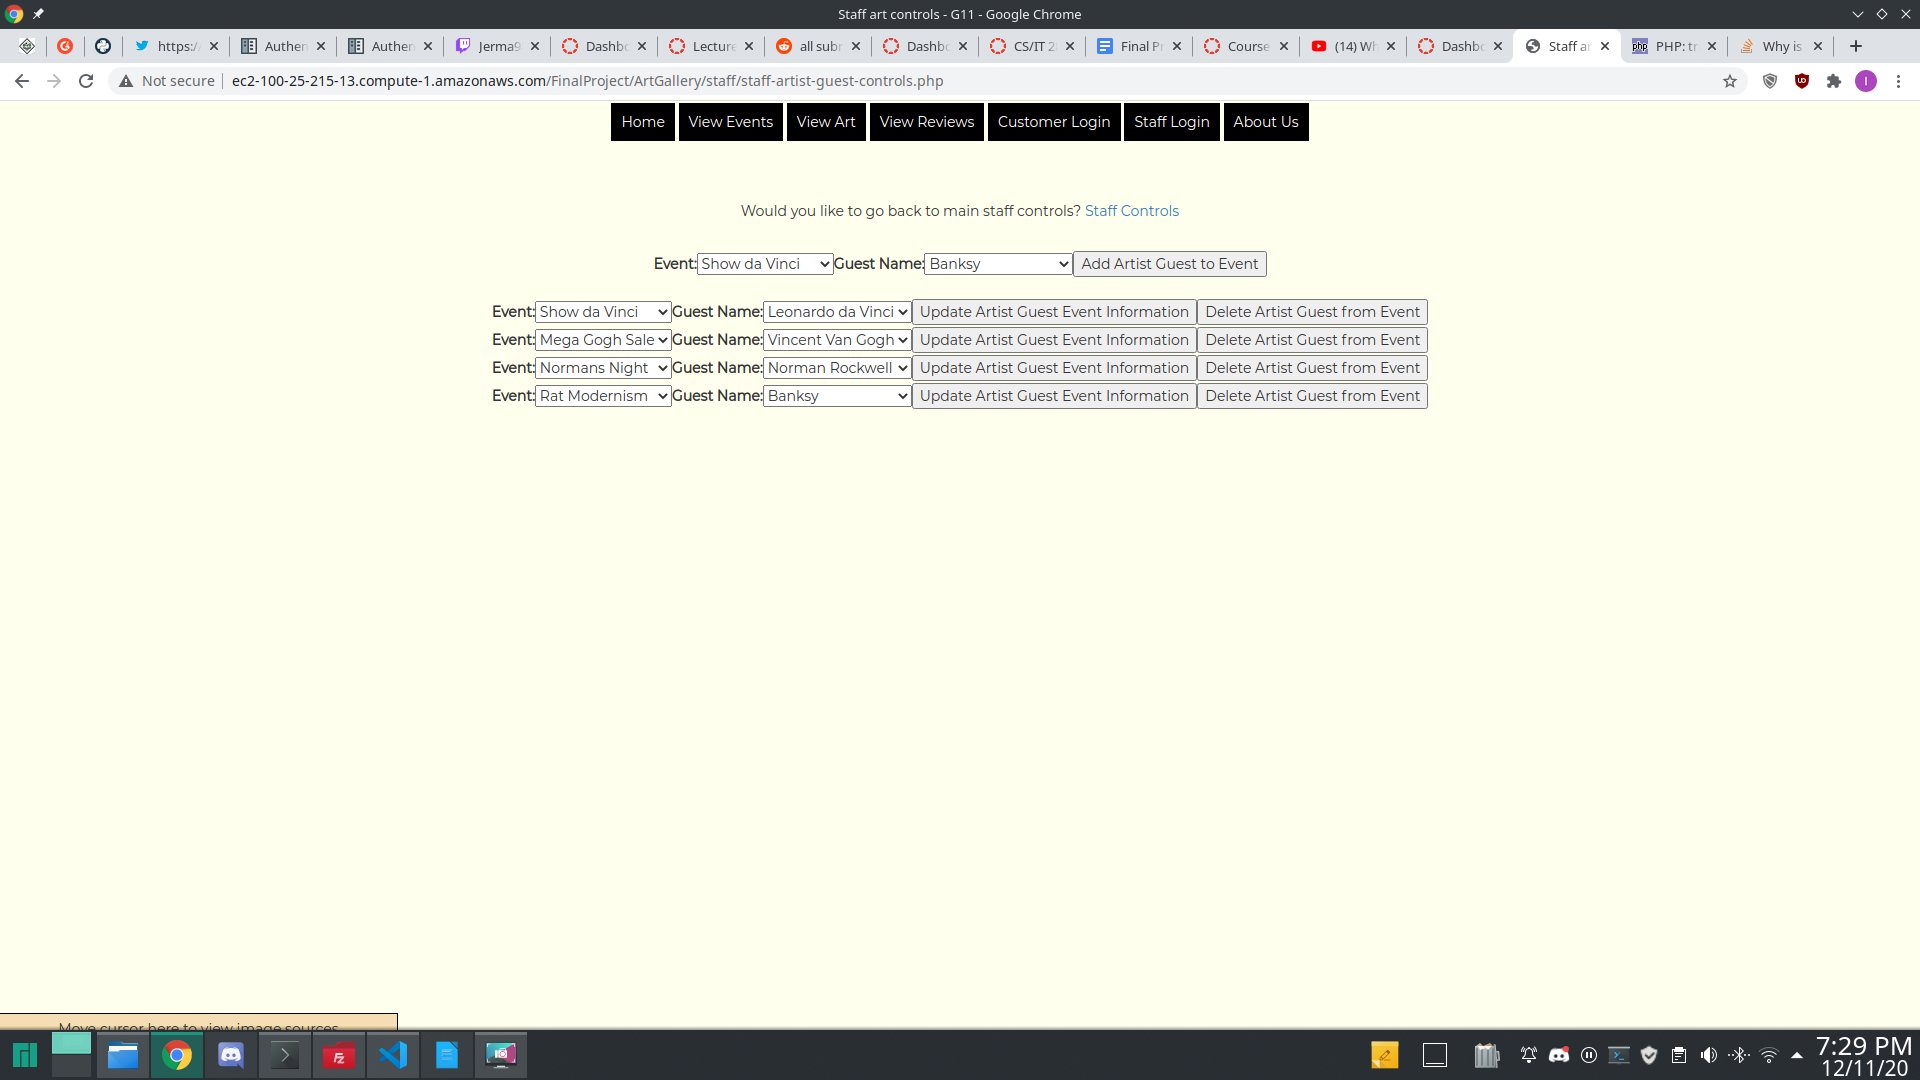 Staff art controls - G11 - Google Chrome
https:/ Authen Authen Jerma9 Dashbo Lecture all subr Dashbo CS/IT 2 Final Pr Course (14) Wh Dashbo Staff ar PHP: tr Why is
Not secure ec2-100-25-215-13.compute-1.amazonaws.com/FinalProject/ArtGallery/staff/staff-artist-guest-controls.php
Home View Events View Art View Reviews Customer Login Staff Login About Us
Would you like to go back to main staff controls? Staff Controls
Event: Show da Vinci Guest Name: Banksy Add Artist Guest to Event
Event: Show da Vinci Guest Name: Leonardo da Vinci Update Artist Guest Event Information Delete Artist Guest from Event
Event: Mega Gogh Sale Guest Name: Vincent Van Gogh Update Artist Guest Event Information Delete Artist Guest from Event
Event: Normans Night Guest Name: Norman Rockwell Update Artist Guest Event Information Delete Artist Guest from Event
Event: Rat Modernism Guest Name: Banksy Update Artist Guest Event Information Delete Artist Guest from Event
Move cursor here to view image sources
7:29 PM
12/11/20